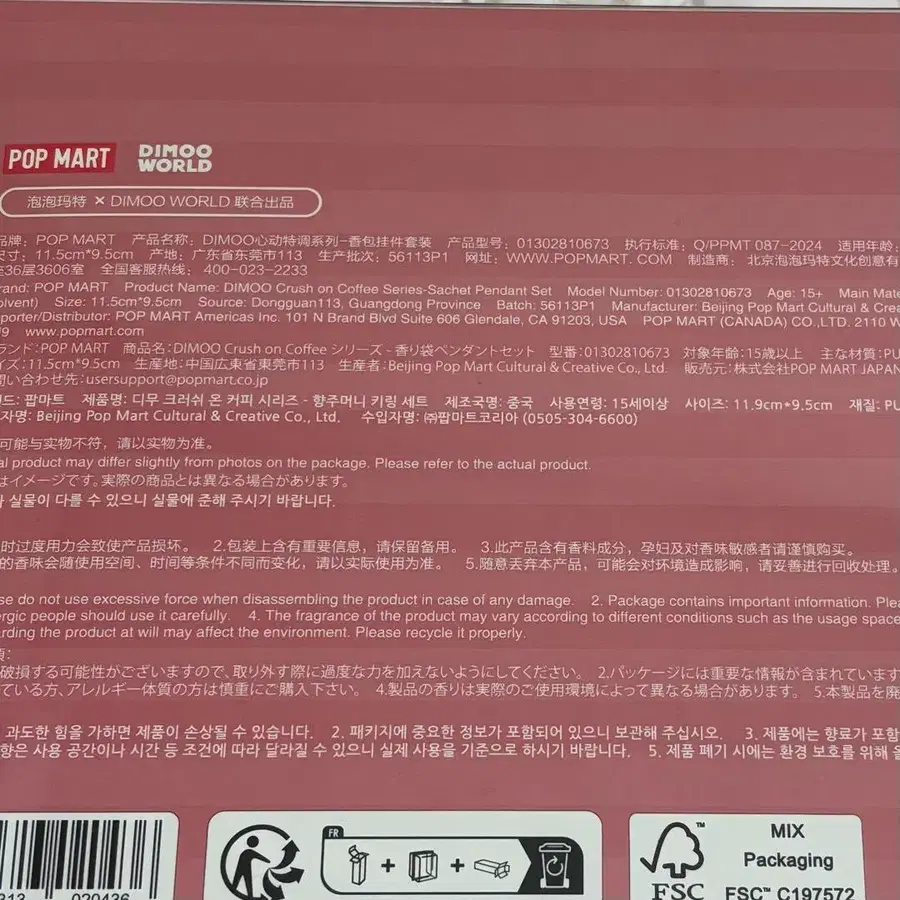 POP MART DIMOO WORLD
泡泡玛特 × DIMOO WORLD 联合出品
品牌：POP MART 产品名称：DIMOO心动特调系列-香包挂件套装 产品型号：01302810673 执行标准：Q/PPMT 087-2024 适用年龄：
尺寸：11.5cm*9.5cm 产地：广东省东莞市113 生产批次：56113P1 网址：WWW.POPMART.COM 制造商：北京泡泡玛特文化创意有
座36层3606室 全国客服热线：400-023-2233
rand: POP MART Product Name: DIMOO Crush on Coffee Series-Sachet Pendant Set Model Number: 01302810673 Age: 15+ Main Mate
olvent) Size: 11.5cm*9.5cm Source: Dongguan113, Guangdong Province Batch: 56113P1 Manufacturer: Beijing Pop Mart Cultural & Crea
porter/Distributor: POP MART Americas Inc. 101 N Brand Blvd Suite 606 Glendale, CA 91203, USA POP MART (CANADA) CO.,LTD. 2110 W
9 www.popmart.com
ランド:POP MART 商品名：DIMOO Crush on Coffee シリーズ - 香り袋ペンダントセット 型番：01302810673 対象年齢：15歳以上 主な材質：PU
イズ：11.5cm*9.5cm 生産地：中国広東省東莞市113 生産者：Beijing Pop Mart Cultural & Creative Co., Ltd. 販売元：株式会社POP MART JAPAN
問い合わせ先：usersupport@popmart.co.jp
드: 팝마트 제품명: 디무 크러쉬 온 커피 시리즈 - 향주머니 키링 세트 제조국명: 중국 사용연령: 15세이상 사이즈: 11.9cm*9.5cm 재질: PU
자명: Beijing Pop Mart Cultural & Creative Co., Ltd. 수입자명: ㈜팝마트코리아 (0505-304-6600)
可能与实物不符，请以实物为准。
al product may differ slightly from photos on the package. Please refer to the actual product.
はイメージです。実際の商品とは異なる場合があります。
실물이 다를 수 있으니 실물에 준해 주시기 바랍니다.
时过度用力会致使产品损坏。 2.包装上含有重要信息，请保留备用。 3.此产品含有香料成分，孕妇及对香味敏感者请谨慎购买。
的香味会随使用空间、时间等条件不同而变化，请以实际使用为准。 5.随意丢弃本产品，可能会对环境造成影响，请妥善进行回收处理。
se do not use excessive force when disassembling the product in case of any damage. 2. Package contains important information. Plea
ergic people should use it carefully. 4. The fragrance of the product may vary according to different conditions such as the usage space
arding the product at will may affect the environment. Please recycle it properly.
項:
破損する可能性がございますので、取り外す際に過度な力を加えないようにしてください。 2.パッケージには重要な情報が含まれています
ている方、アレルギー体質の方は慎重にご購入下さい。 4.製品の香りは実際のご使用環境によって異なる場合があります。 5.本製品を廃
과도한 힘을 가하면 제품이 손상될 수 있습니다. 2. 패키지에 중요한 정보가 포함되어 있으니 보관해 주십시오. 3. 제품에는 향료가 포함
향은 사용 공간이나 시간 등 조건에 따라 달라질 수 있으니 실제 사용을 기준으로 하시기 바랍니다. 5. 제품 폐기 시에는 환경 보호를 위해 올
FR
MIX
Packaging
FSC™ C197572
FSC
313 020436